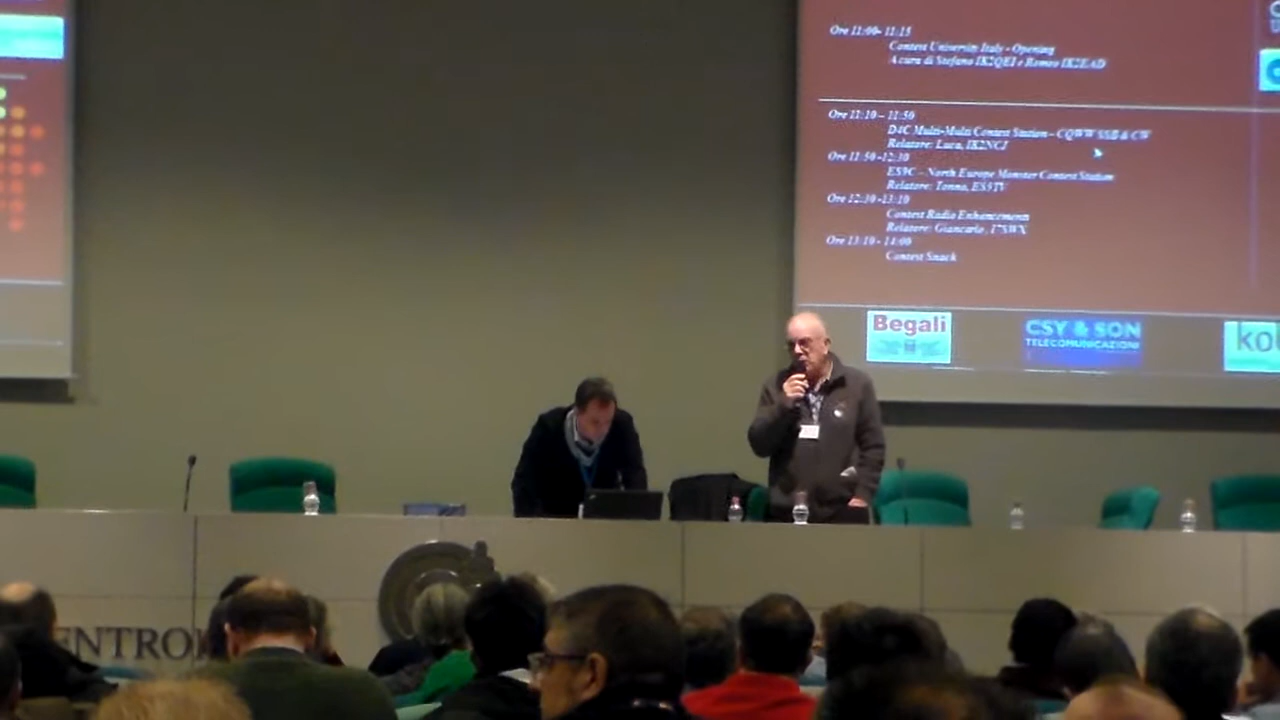 Ore 11:00- 11:15
Contest University Italy - Opening
A cura di Stefano IK2QEI e Romeo IK2EAD
Ore 11:10 - 11:50
D4C Multi-Multi Contest Station - CQWW SSB & CW
Relatore: Luca, IK2NCJ
Ore 11:50 -12:30
ES9C - North Europe Monster Contest Station
Relatore: Tonno, ES5TV
Ore 12:30 -13:10
Contest Radio Enhancements
Relatore: Giancarlo, I7SWX
Ore 13:10 - 14:00
Contest Snack
Begali
CSY & SON
TELECOMUNICAZIONI
ko
ENTRO